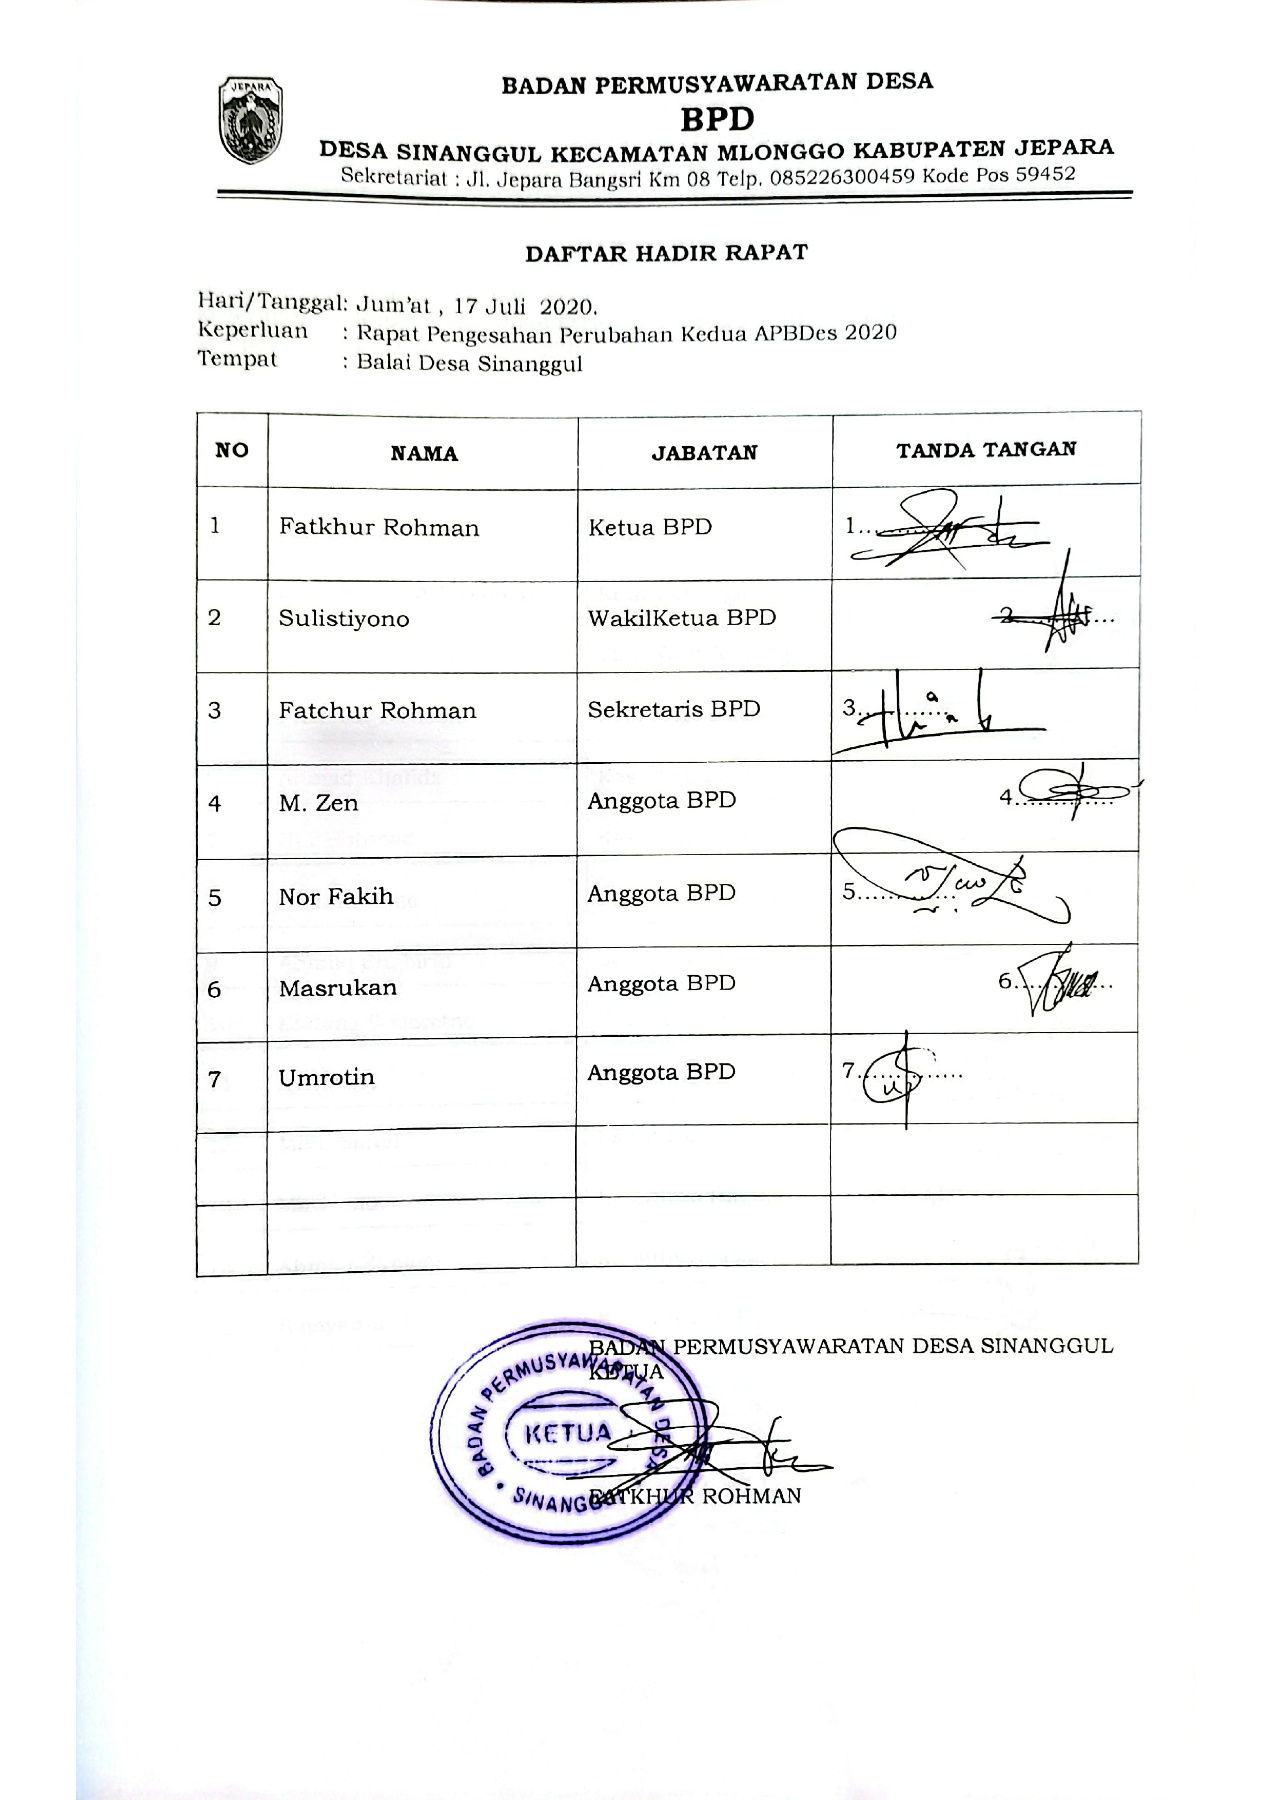 JEPARA
BADAN PERMUSYAWARATAN DESA
BPD
DESA SINANGGUL KECAMATAN MLONGGO KABUPATEN JEPARA
Sekretariat : Jl. Jepara Bangsri Km 08 Telp. 085226300459 Kode Pos 59452
DAFTAR HADIR RAPAT
Hari/Tanggal: Jum'at , 17 Juli 2020.
Keperluan : Rapat Pengesahan Perubahan Kedua APBDes 2020
Tempat : Balai Desa Sinanggul
NO NAMA JABATAN TANDA TANGAN
1 Fatkhur Rohman Ketua BPD 1...
2 Sulistiyono WakilKetua BPD 2...
3 Fatchur Rohman Sekretaris BPD 3...
4 M. Zen Anggota BPD 4...
5 Nor Fakih Anggota BPD 5...
6 Masrukan Anggota BPD 6...
7 Umrotin Anggota BPD 7...
BADAN PERMUSYAWARATAN DESA SINANGGUL
KETUA
BADAN PERMUSYAWARATAN DESA
KETUA
SINANGGUL
FATKHUR ROHMAN